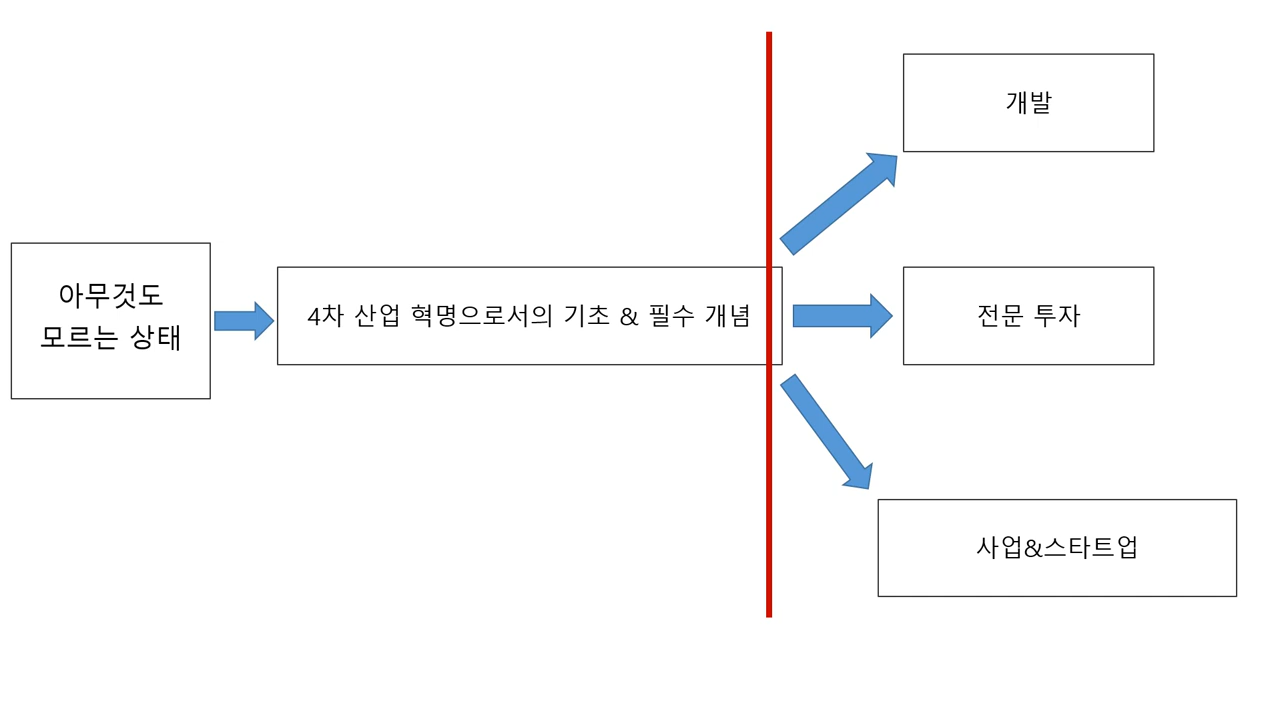 개발
아무것도
모르는 상태
4차 산업 혁명으로서의 기초 & 필수 개념
전문 투자
사업&스타트업